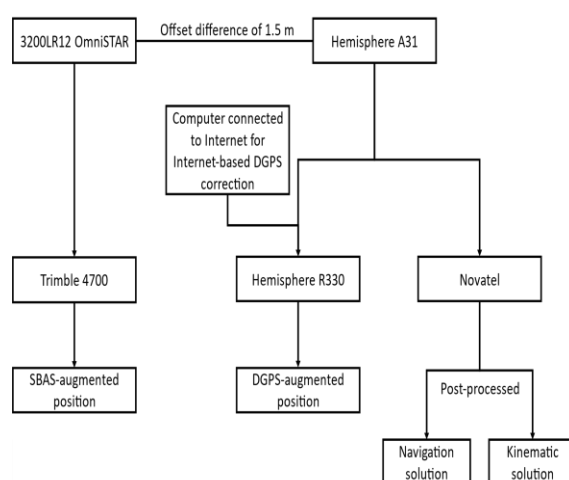 Offset difference of 1.5 m
3200LR12 OmniSTAR
Hemisphere A31
Computer connected
to Internet for
Internet-based DGPS
correction
Trimble 4700
Hemisphere R330
Novatel
SBAS-augmented
position
DGPS-augmented
position
Post-processed
Navigation
solution
Kinematic
solution